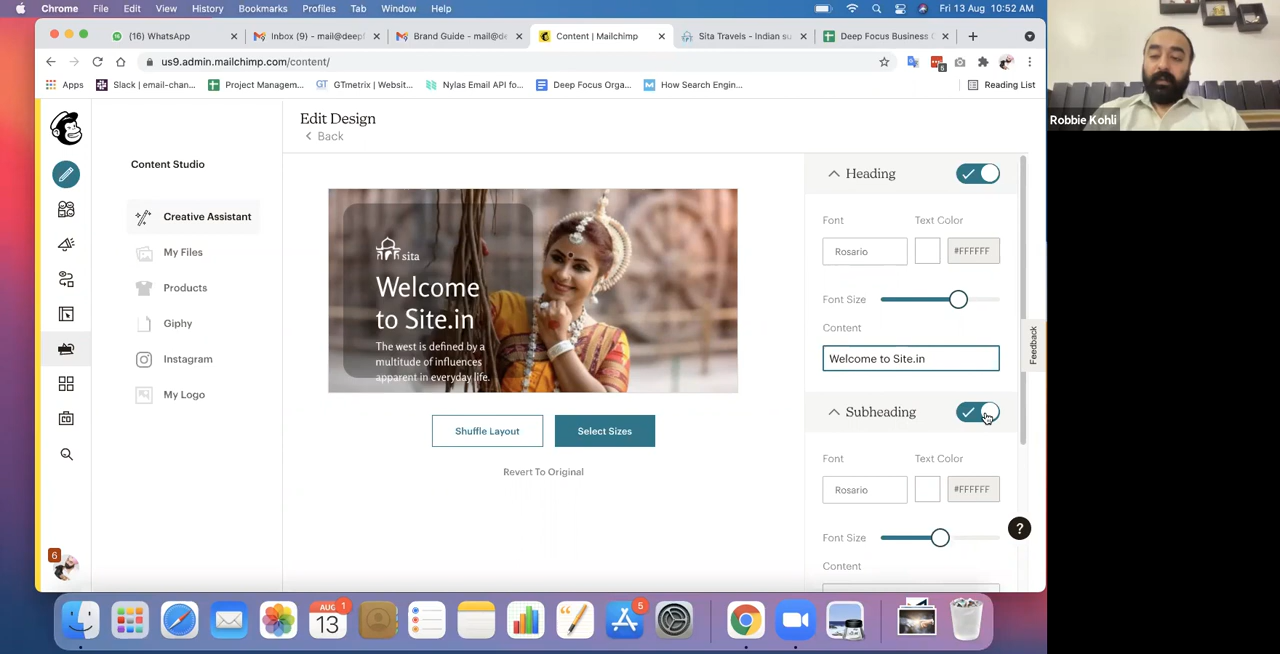 Chrome File Edit View History Bookmarks Profiles Tab Window Help Fri 13 Aug 10:52 AM
(16) WhatsApp Inbox (9) - mail@deep Brand Guide - mail@de Content | Mailchimp Sita Travels - Indian su Deep Focus Business
us9.admin.mailchimp.com/content/
Apps Slack | email-chan... Project Managem... GTmetrix | Websit... Nylas Email API fo... Deep Focus Orga... How Search Engin... Reading List
Robbie Kohli
Edit Design
Back
Content Studio
Creative Assistant
My Files
Products
Giphy
Instagram
My Logo
sita
Welcome
to Site.in
The west is defined by a
multitude of influences
apparent in everyday life.
Shuffle Layout Select Sizes
Revert To Original
Heading
Font Text Color
Rosario #FFFFFF
Font Size
Content
Welcome to Site.in
Subheading
Font Text Color
Rosario #FFFFFF
Font Size
Content
Feedback
?
6
AUG 1
13
5